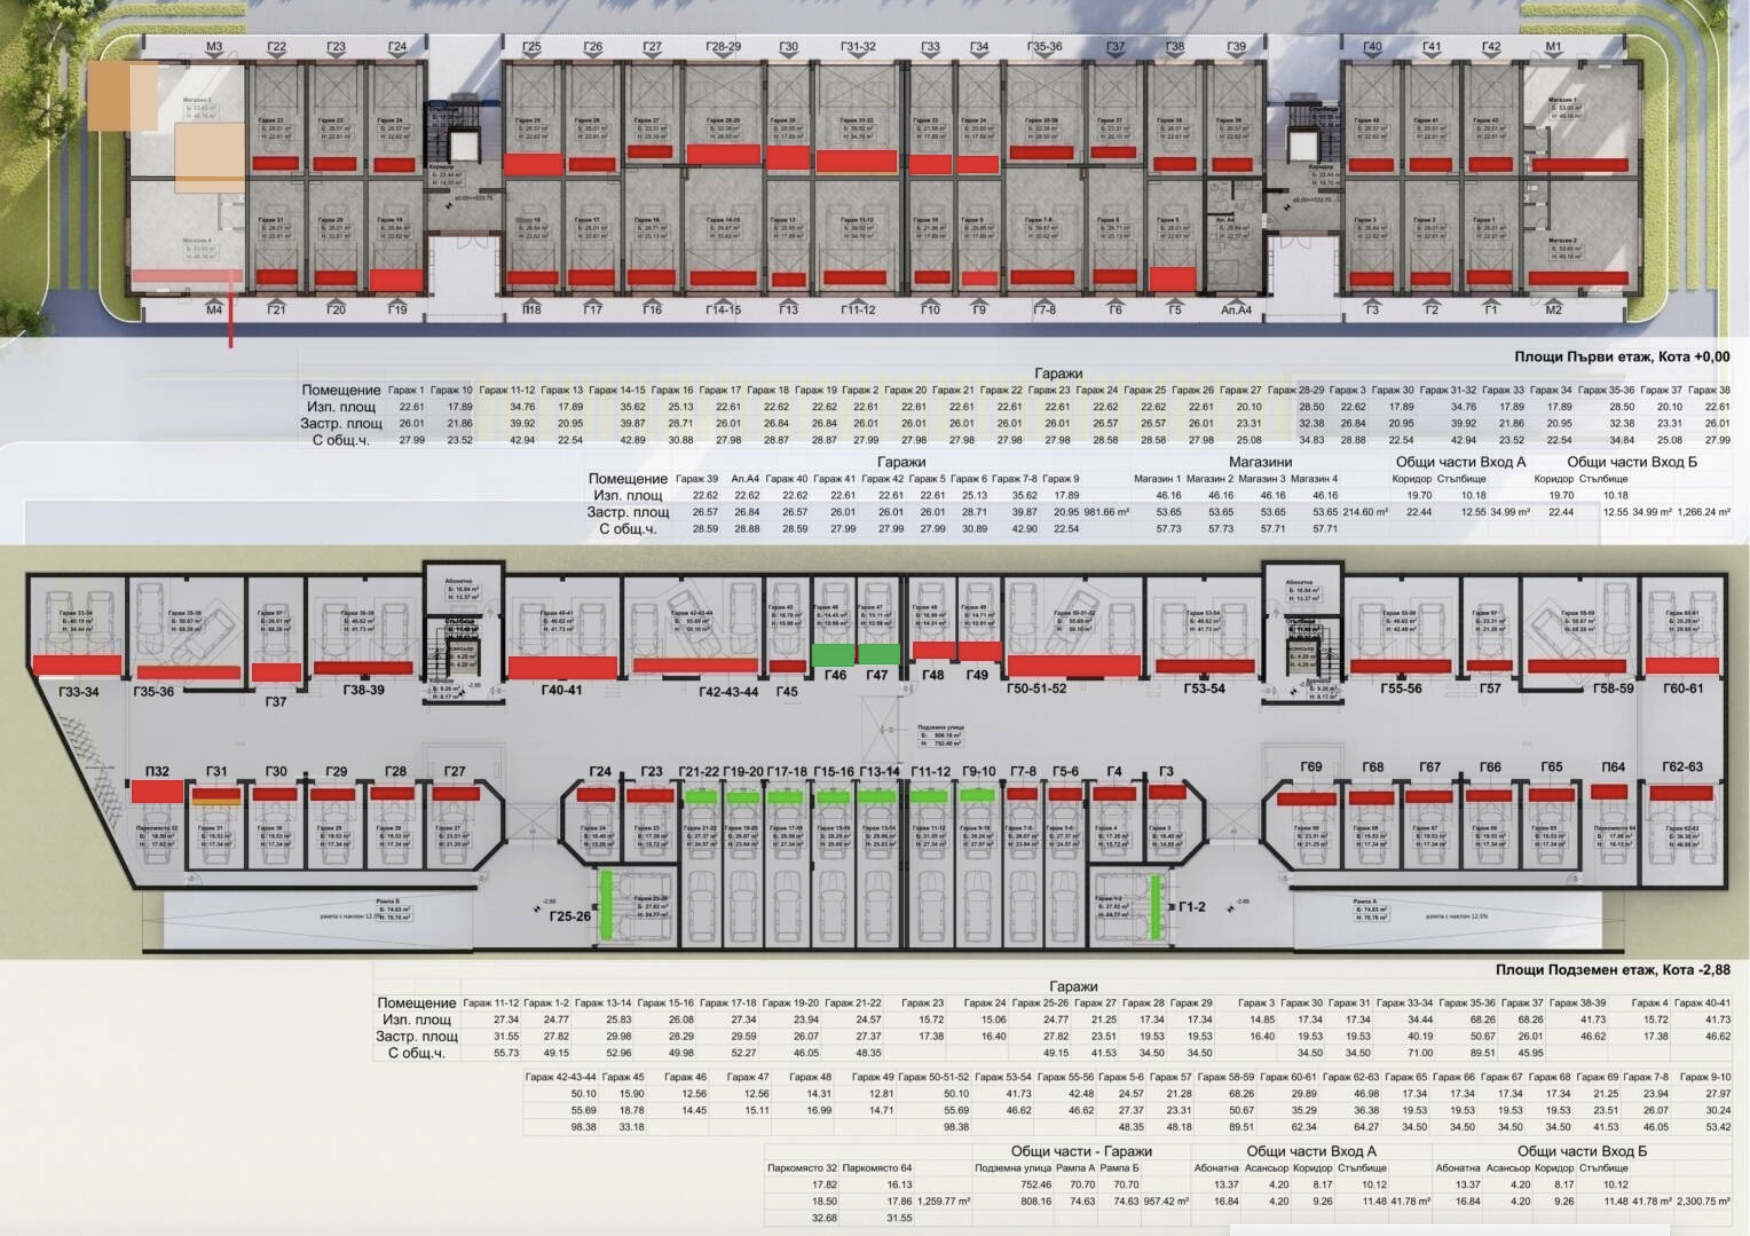 М3 Г22 Г23 Г24 Г25 Г26 Г27 Г28-29 Г30 Г31-32 Г33 Г34 Г35-36 Г37 Г38 Г39 Г40 Г41 Г42 М1
М4 Г21 Г20 Г19 Г17 Г16 Г14-15 Г13 Г11-12 Г10 Г9 Г7-8 Г6 Г5 Ап.А4 Г3 Г2 Г1 М2
Площи Първи етаж, Кота +0,00
Гаражи
Помещение Гараж 1 Гараж 10 Гараж 11-12 Гараж 13 Гараж 14-15 Гараж 16 Гараж 17 Гараж 18 Гараж 19 Гараж 2 Гараж 20 Гараж 21 Гараж 22 Гараж 23 Гараж 24 Гараж 25 Гараж 26 Гараж 27 Гараж 28-29 Гараж 3 Гараж 30 Гараж 31-32 Гараж 33 Гараж 34 Гараж 35-36 Гараж 37 Гараж 38
Изп. площ 22.61 17.89 34.76 17.89 35.62 25.13 22.61 22.62 22.62 22.61 22.61 22.61 22.61 22.61 22.62 22.62 22.61 20.10 28.50 22.62 17.89 34.76 17.89 17.89 28.50 20.10 22.61
Застр. площ 26.01 21.86 39.92 20.95 39.87 28.71 26.01 26.84 26.84 26.01 26.01 26.01 26.01 26.01 26.57 26.57 26.01 23.31 32.38 26.84 20.95 39.92 21.86 20.95 32.38 23.31 26.01
С общ.ч. 27.99 23.52 42.94 22.54 42.89 30.88 27.98 28.87 28.87 27.99 27.98 27.98 27.98 27.98 28.58 28.58 27.98 25.08 34.83 28.88 22.54 42.94 23.52 22.54 34.84 25.08 27.99
Гаражи Магазини Общи части Вход А Общи части Вход Б
Помещение Гараж 39 Ап.А4 Гараж 40 Гараж 41 Гараж 42 Гараж 5 Гараж 6 Гараж 7-8 Гараж 9 Магазин 1 Магазин 2 Магазин 3 Магазин 4 Коридор Стълбище Коридор Стълбище
Изп. площ 22.62 22.62 22.62 22.61 22.61 22.61 25.13 35.62 17.89 46.16 46.16 46.16 46.16 19.70 10.18 19.70 10.18
Застр. площ 26.57 26.84 26.57 26.01 26.01 26.01 28.71 39.87 20.95 981.66 m² 53.65 53.65 53.65 53.65 214.60 m² 22.44 12.55 34.99 m² 22.44 12.55 34.99 m² 1,266.24 m²
С общ.ч. 28.59 28.88 28.59 27.99 27.99 27.99 30.89 42.90 22.54 57.73 57.73 57.71 57.71
Г33-34 Г35-36 Г37 Г38-39 Г40-41 Г42-43-44 Г45 Г46 Г47 Г48 Г49 Г50-51-52 Г53-54 Г55-56 Г57 Г58-59 Г60-61
П32 Г31 Г30 Г29 Г28 Г27 Г24 Г23 Г21-22 Г19-20 Г17-18 Г15-16 Г13-14 Г11-12 Г9-10 Г7-8 Г5-6 Г4 Г3 Г69 Г68 Г67 Г66 Г65 П64 Г62-63
Г25-26 Г1-2
рампа с наклон 12,5%
Площи Подземен етаж, Кота -2,88
Гаражи
Помещение Гараж 11-12 Гараж 1-2 Гараж 13-14 Гараж 15-16 Гараж 17-18 Гараж 19-20 Гараж 21-22 Гараж 23 Гараж 24 Гараж 25-26 Гараж 27 Гараж 28 Гараж 29 Гараж 3 Гараж 30 Гараж 31 Гараж 33-34 Гараж 35-36 Гараж 37 Гараж 38-39 Гараж 4 Гараж 40-41
Изп. площ 27.34 24.77 25.83 26.08 27.34 23.94 24.57 15.72 15.06 24.77 21.25 17.34 17.34 14.85 17.34 17.34 34.44 68.26 68.26 41.73 15.72 41.73
Застр. площ 31.55 27.82 29.98 28.29 29.59 26.07 27.37 17.38 16.40 27.82 23.51 19.53 19.53 16.40 19.53 19.53 40.19 50.67 26.01 46.62 17.38 46.62
С общ.ч. 55.73 49.15 52.96 49.98 52.27 46.05 48.35 49.15 41.53 34.50 34.50 34.50 34.50 71.00 89.51 45.95
Гараж 42-43-44 Гараж 45 Гараж 46 Гараж 47 Гараж 48 Гараж 49 Гараж 50-51-52 Гараж 53-54 Гараж 55-56 Гараж 5-6 Гараж 57 Гараж 58-59 Гараж 60-61 Гараж 62-63 Гараж 65 Гараж 66 Гараж 67 Гараж 68 Гараж 69 Гараж 7-8 Гараж 9-10
50.10 15.90 12.56 12.56 14.31 12.81 50.10 41.73 42.48 24.57 21.28 68.26 29.89 46.98 17.34 17.34 17.34 17.34 21.25 23.94 27.97
55.69 18.78 14.45 15.11 16.99 14.71 55.69 46.62 46.62 27.37 23.31 50.67 35.29 36.38 19.53 19.53 19.53 19.53 23.51 26.07 30.24
98.38 33.18 98.38 48.35 48.18 89.51 62.34 64.27 34.50 34.50 34.50 34.50 41.53 46.05 53.42
Общи части - Гаражи Общи части Вход А Общи части Вход Б
Паркомясто 32 Паркомясто 64 Подземна улица Рампа А Рампа Б Абонатна Асансьор Коридор Стълбище Абонатна Асансьор Коридор Стълбище
17.82 16.13 752.46 70.70 70.70 13.37 4.20 8.17 10.12 13.37 4.20 8.17 10.12
18.50 17.86 1,259.77 m² 808.16 74.63 74.63 957.42 m² 16.84 4.20 9.26 11.48 41.78 m² 16.84 4.20 9.26 11.48 41.78 m² 2,300.75 m²
32.68 31.55